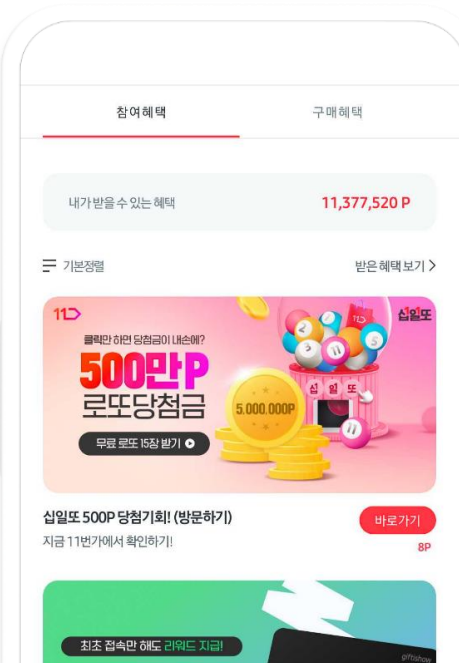 참여혜택
구매혜택
내가 받을 수 있는 혜택
11,377,520 P
기본정렬
받은 혜택 보기 >
11
십일또
클릭만 하면 당첨금이 내손에?
500만P
로또당첨금
무료 로또 15장 받기
5.000.000P
십 일 또
십일또 500P 당첨기회! (방문하기)
바로가기
지금 11번가에서 확인하기!
8P
최초 접속만 해도 리워드 지급!
giftishow